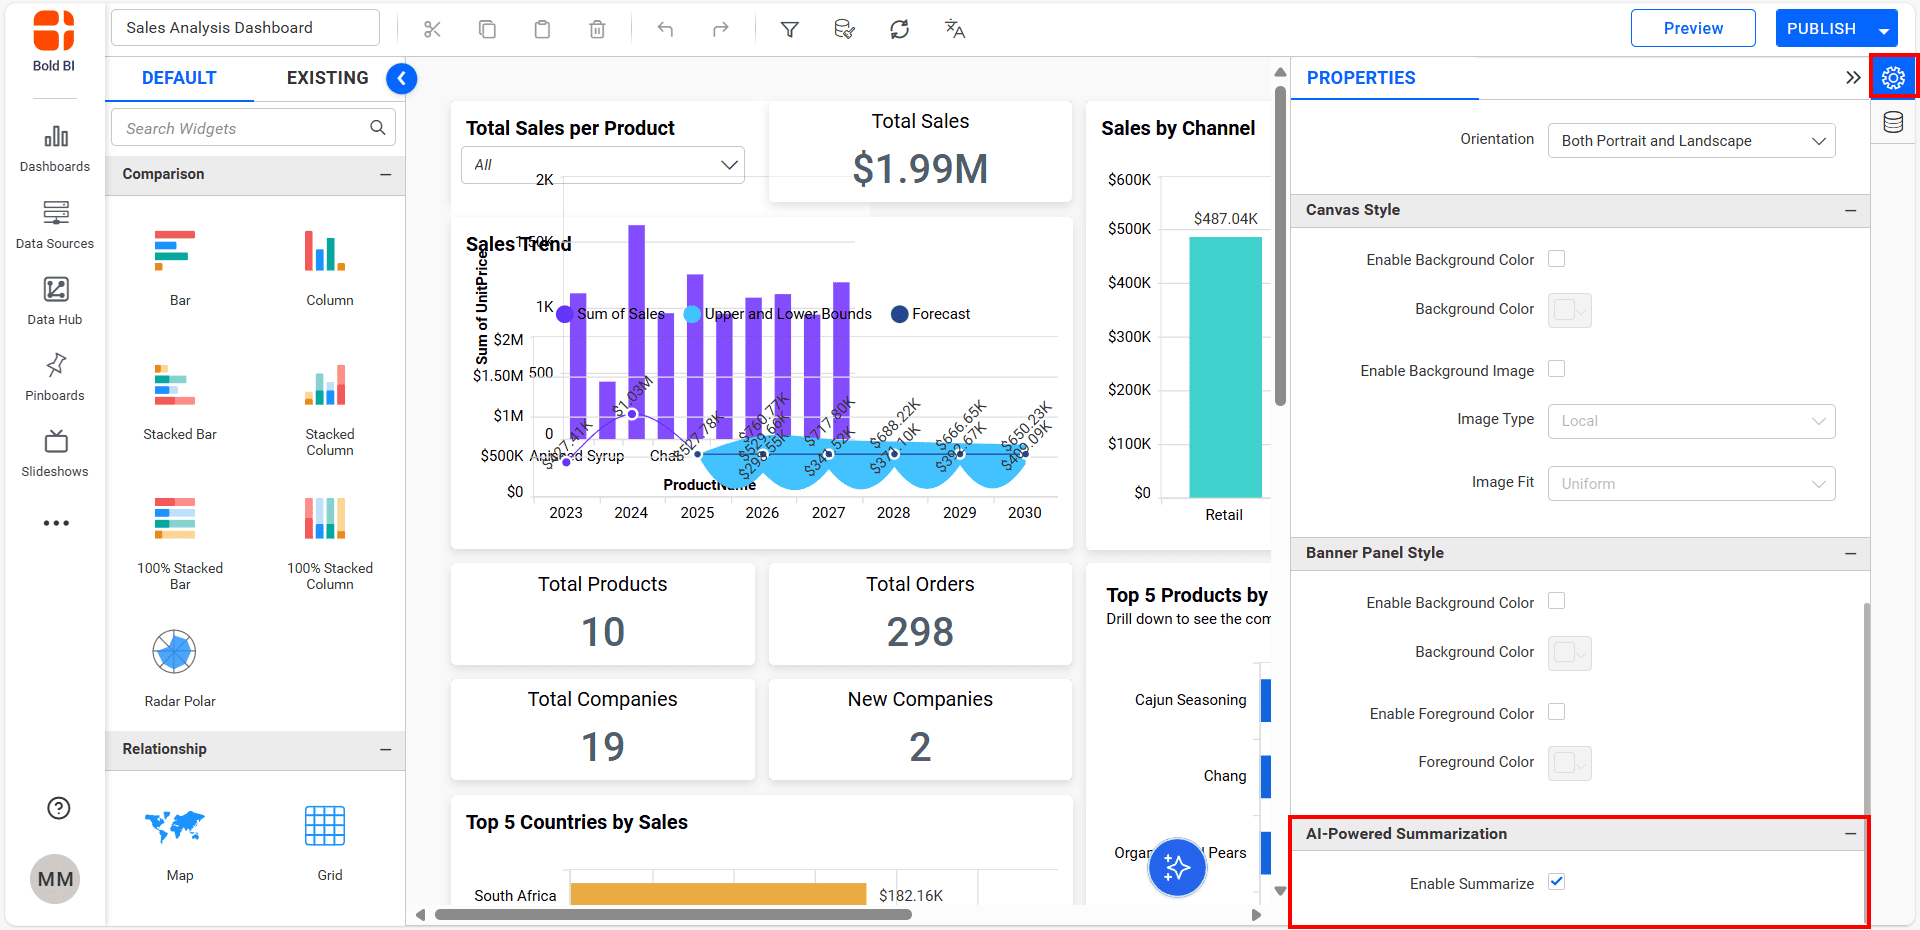 Bold BI
Dashboards
Data Sources
Data Hub
Pinboards
Slideshows
MM
Sales Analysis Dashboard
Preview
PUBLISH
DEFAULT
EXISTING
Search Widgets
Comparison
Bar
Column
Stacked Bar
Stacked
Column
100% Stacked
Bar
100% Stacked
Column
Radar Polar
Relationship
Map
Grid
Total Sales per Product
All
Total Sales
$1.99M
Sales Trend
2K
1.50K
1K
500
0
Sum of UnitPrice
Sum of Sales
Upper and Lower Bounds
Forecast
$2M
$1.50M
$1M
$500K
$0
$1.03M
$527.78K
$760.77K
$529.66K
$298.55K
$717.80K
$688.22K
$371.10K
$666.65K
$392.67K
$650.23K
$409.09K
Syrup
ProductName
2023
2024
2025
2026
2027
2028
2029
2030
Total Products
10
Total Orders
298
Total Companies
19
New Companies
2
Top 5 Countries by Sales
South Africa
$182.16K
Sales by Channel
$600K
$500K
$400K
$300K
$200K
$100K
$0
$487.04K
Retail
Top 5 Products by
Drill down to see the com
Cajun Seasoning
Chang
Pears
PROPERTIES
Orientation
Both Portrait and Landscape
Canvas Style
Enable Background Color
Background Color
Enable Background Image
Image Type
Local
Image Fit
Uniform
Banner Panel Style
Enable Background Color
Background Color
Enable Foreground Color
Foreground Color
AI-Powered Summarization
Enable Summarize